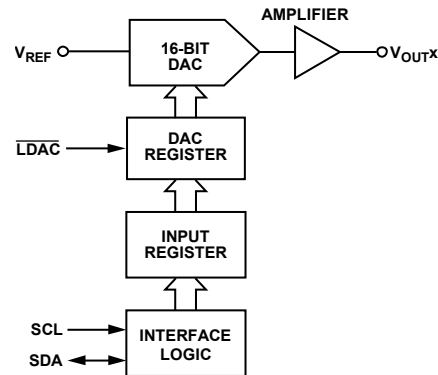 AMPLIFIER
VREF
16-BIT
DAC
VOUTX
LDAC
DAC
REGISTER
INPUT
REGISTER
SCL
SDA
INTERFACE
LOGIC